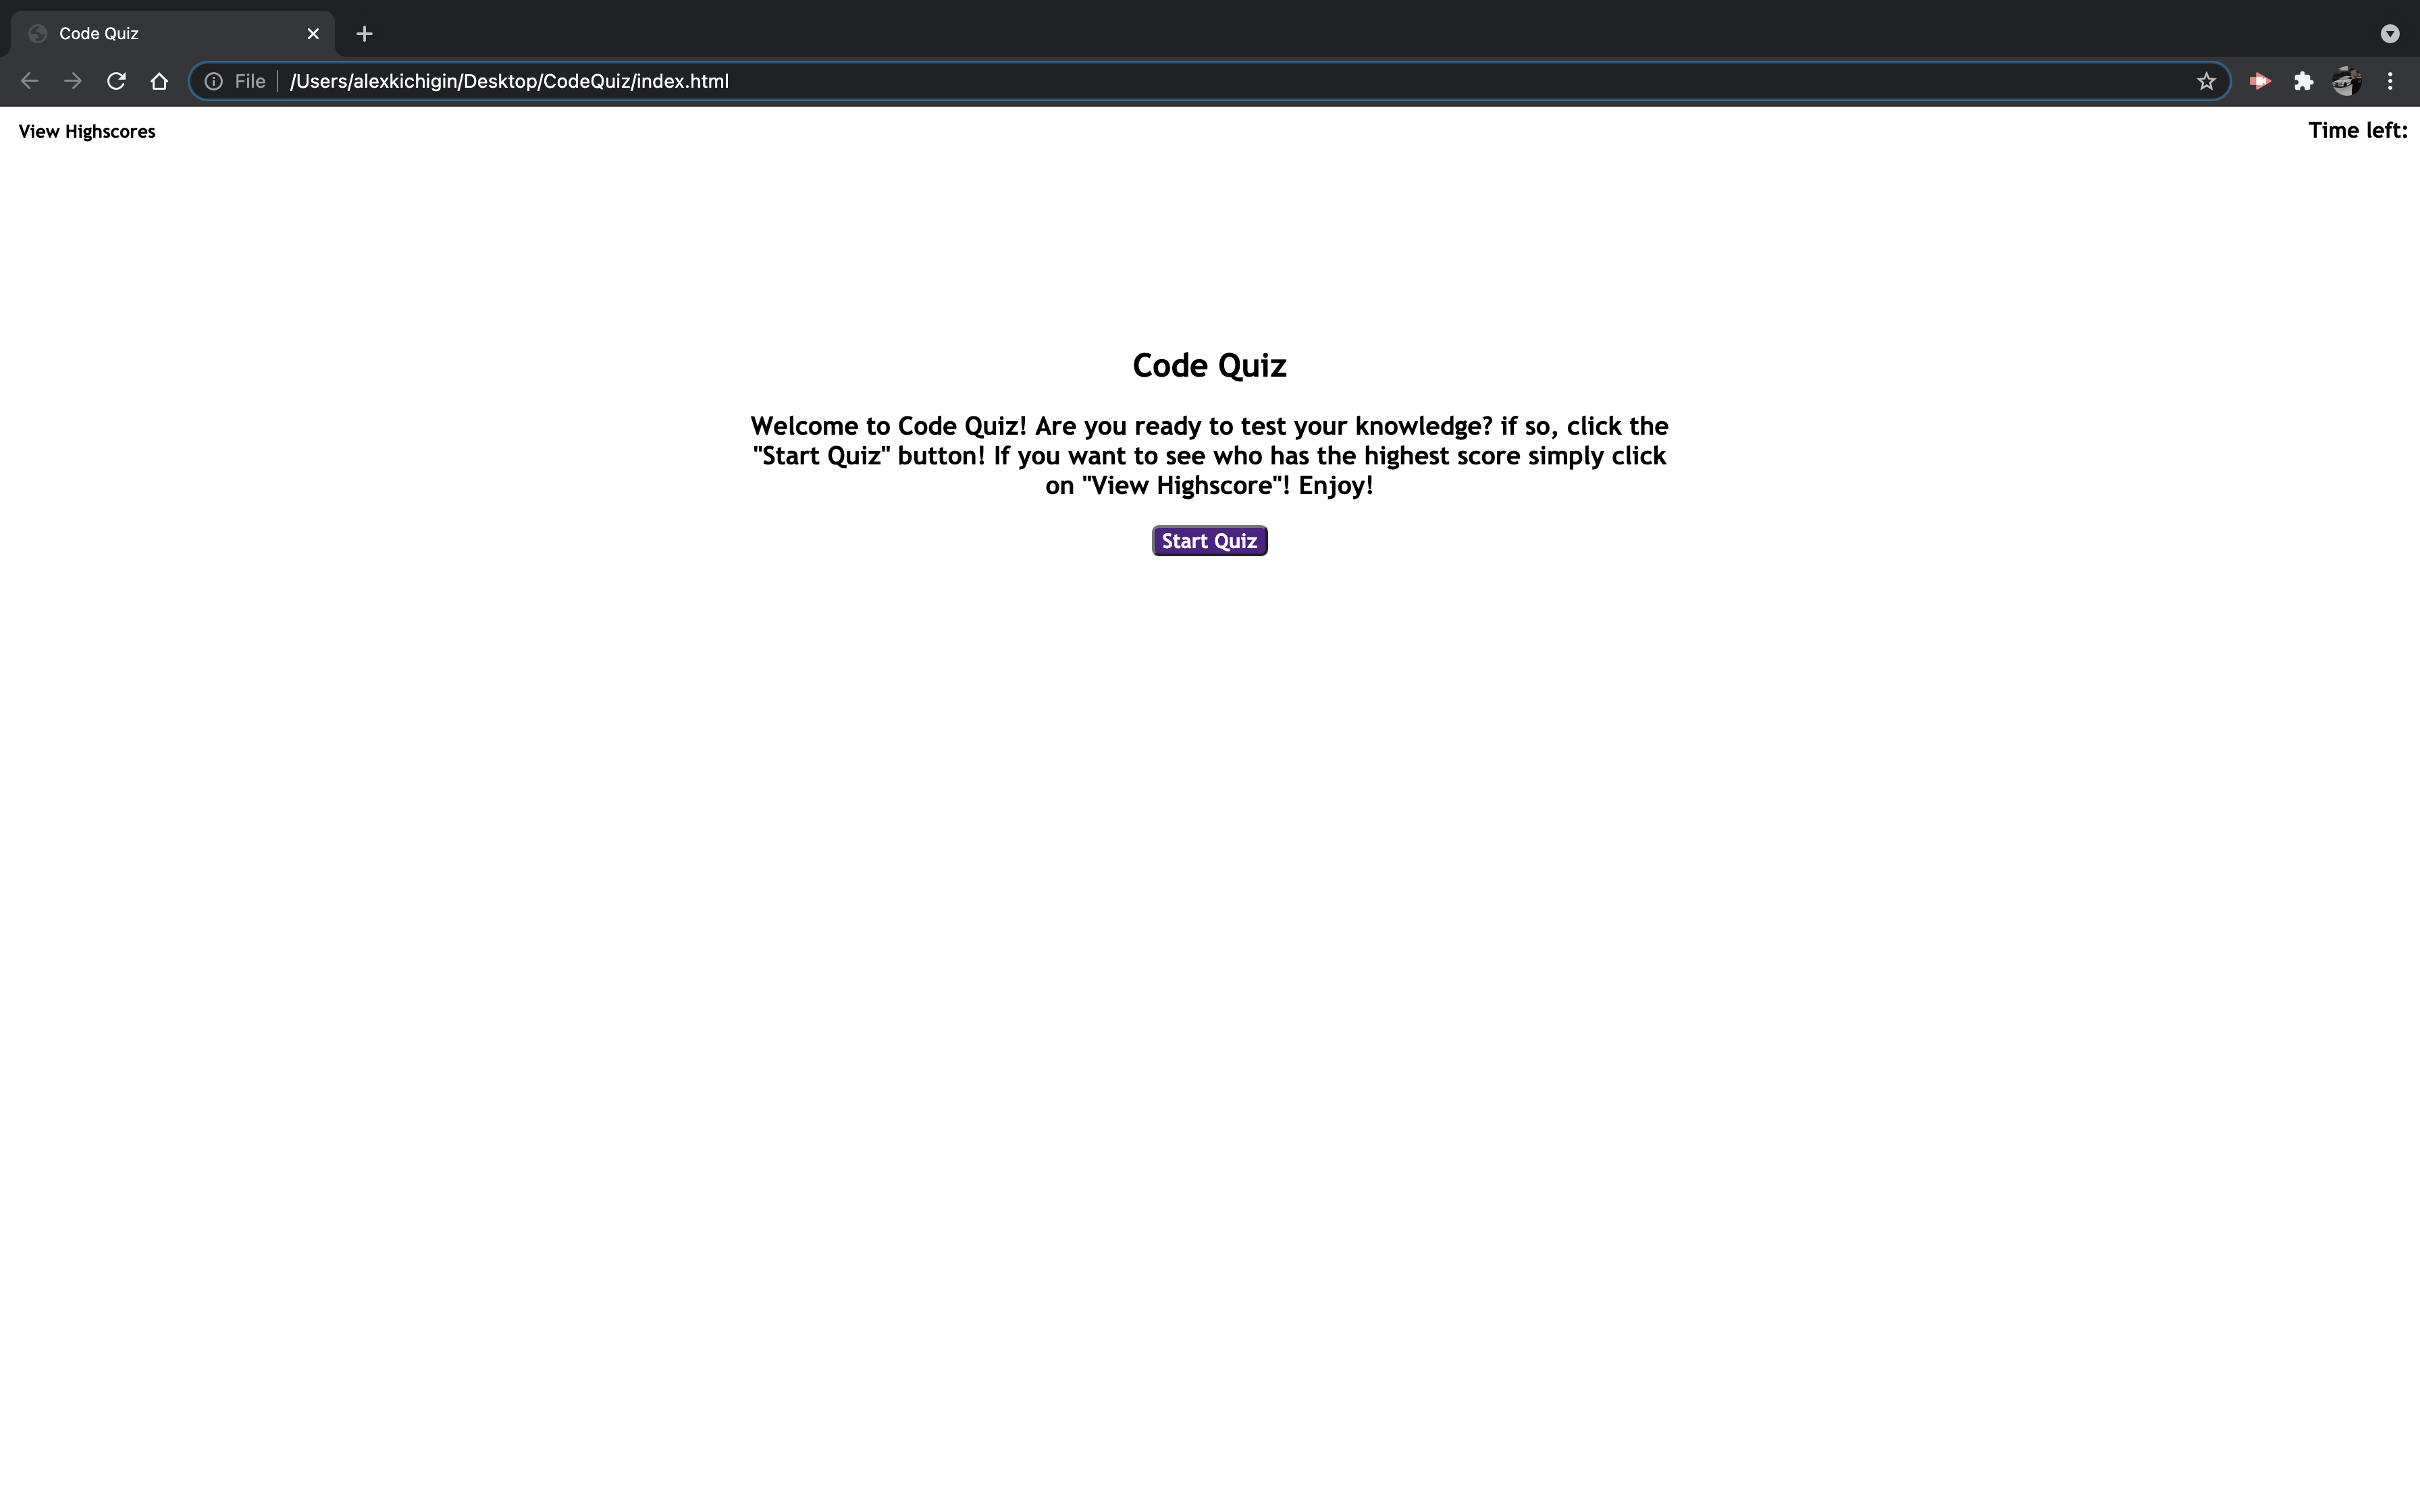 Code Quiz
File /Users/alexkichigin/Desktop/CodeQuiz/index.html
View Highscores
Time left:
Code Quiz
Welcome to Code Quiz! Are you ready to test your knowledge? if so, click the
"Start Quiz" button! If you want to see who has the highest score simply click
on "View Highscore"! Enjoy!
Start Quiz